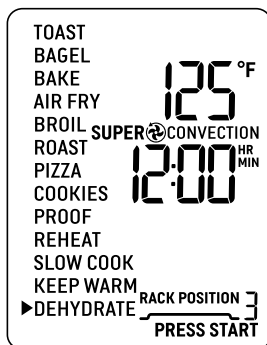 TOAST
BAGEL
BAKE
AIR FRY
BROIL
ROAST
PIZZA
COOKIES
PROOF
REHEAT
SLOW COOK
KEEP WARM
▶DEHYDRATE
125°F
SUPER CONVECTION
12:00 HR MIN
RACK POSITION 3
PRESS START